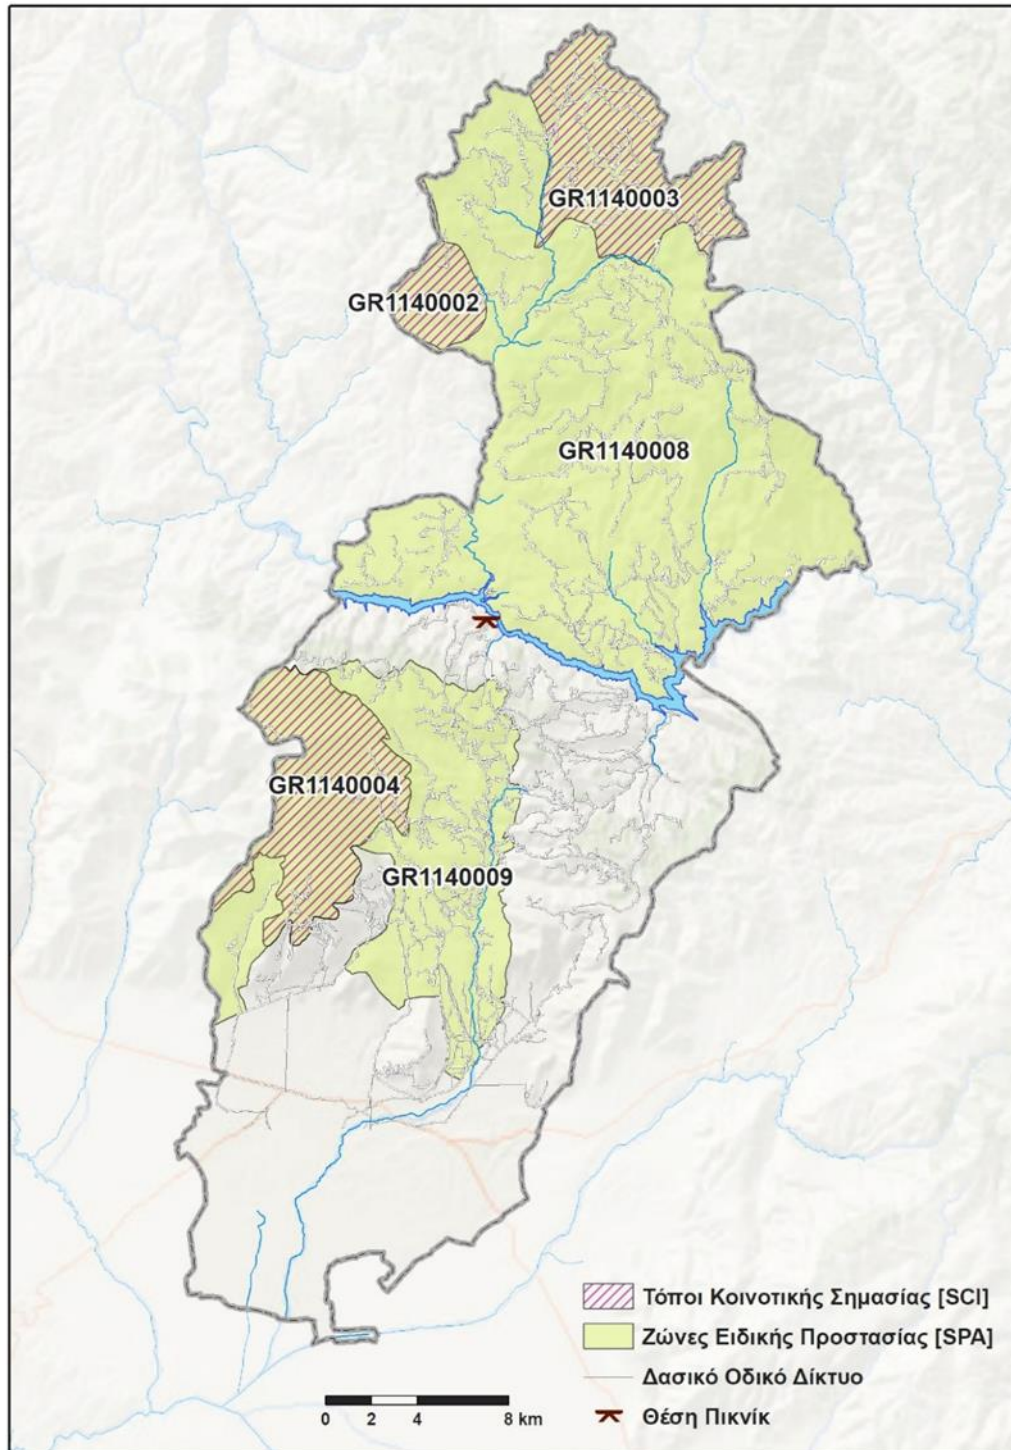 GR1140003
GR1140002
GR1140008
GR1140004
GR1140009
Τόποι Κοινοτικής Σημασίας [SCI]
Ζώνες Ειδικής Προστασίας [SPA]
Δασικό Οδικό Δίκτυο
Θέση Πικνίκ
0 2 4 8 km